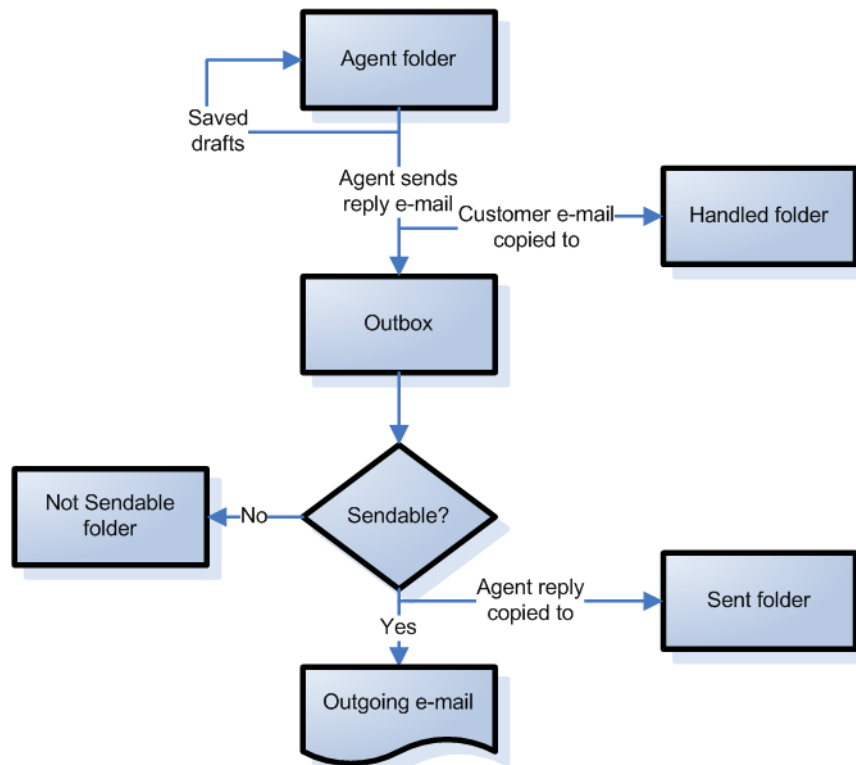 Agent folder
Saved
drafts
Agent sends
reply e-mail
Customer e-mail
copied to
Handled folder
Outbox
Not Sendable
folder
No
Sendable?
Agent reply
copied to
Sent folder
Yes
Outgoing e-mail